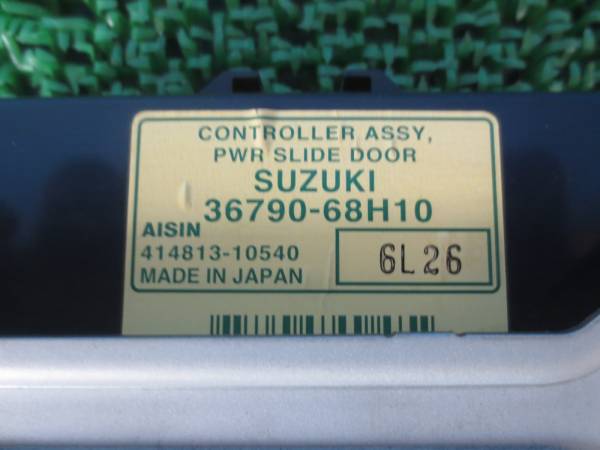 CONTROLLER ASSY,
PWR SLIDE DOOR
SUZUKI
36790-68H10
AISIN
414813-10540
MADE IN JAPAN
6L26